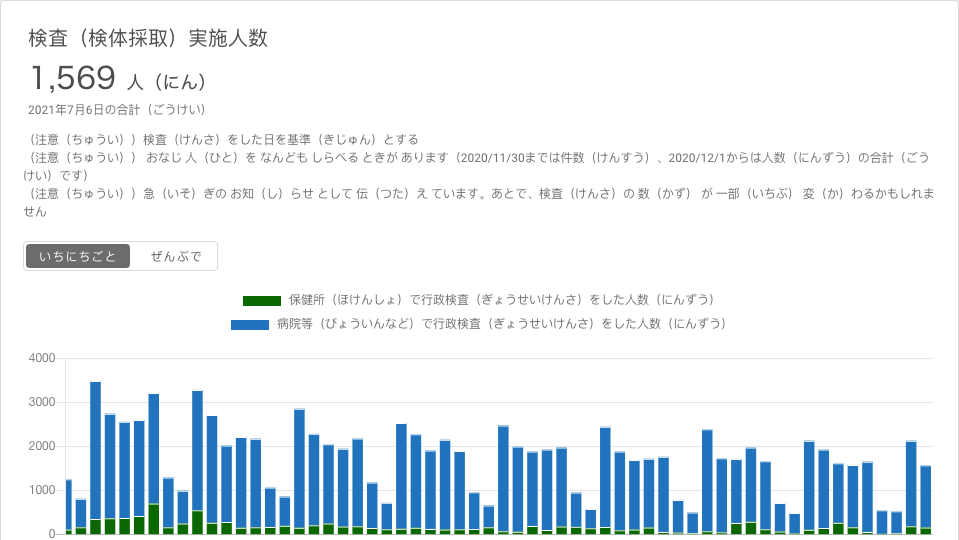 検査（検体採取）実施人数
1,569 人（にん）
2021年7月6日の合計（ごうけい）
（注意（ちゅうい））検査（けんさ）をした日を基準（きじゅん）とする
（注意（ちゅうい）） おなじ 人（ひと）を なんども しらべる ときが あります（2020/11/30までは件数（けんすう）、2020/12/1からは人数（にんずう）の合計（ごう
けい）です）
（注意（ちゅうい））急（いそ）ぎの お知（し）らせ として 伝（つた）え ています。あとで、検査（けんさ）の 数（かず） が 一部（いちぶ） 変（か）わるかもしれま
せん
いちにちごと ぜんぶで
保健所（ほけんしょ）で行政検査（ぎょうせいけんさ）をした人数（にんずう）
病院等（びょういんなど）で行政検査（ぎょうせいけんさ）をした人数（にんずう）
4000
3000
2000
1000
0